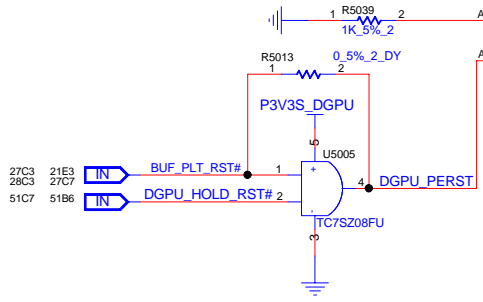 R5039
1 2 A
1K_5%_2
R5013 0_5%_2_DY
1 2 A
P3V3S_DGPU
5 U5005
27C3 21E3 IN BUF_PLT_RST# 1 +
28C3 27C7
4 DGPU_PERST
51C7 51B6 IN DGPU_HOLD_RST# 2 -
TC7SZ08FU
3